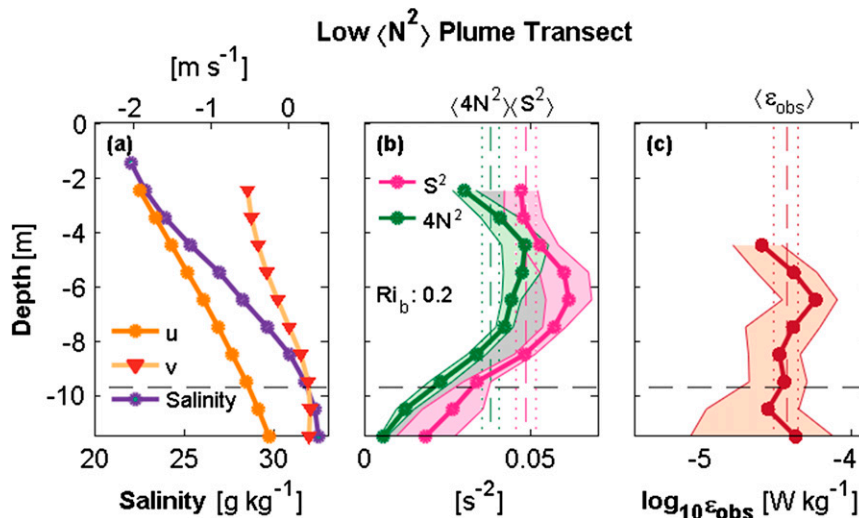 Low ⟨N²⟩ Plume Transect
[m s⁻¹]
-2 -1 0
⟨4N²⟩⟨S²⟩
⟨ε_obs⟩
0
-2
-4
-6
-8
-10
Depth [m]
(a)
u
v
Salinity
20 25 30
Salinity [g kg⁻¹]
(b)
S²
4N²
Ri_b: 0.2
0 0.05
[s⁻²]
(c)
-5 -4
log₁₀ε_obs [W kg⁻¹]